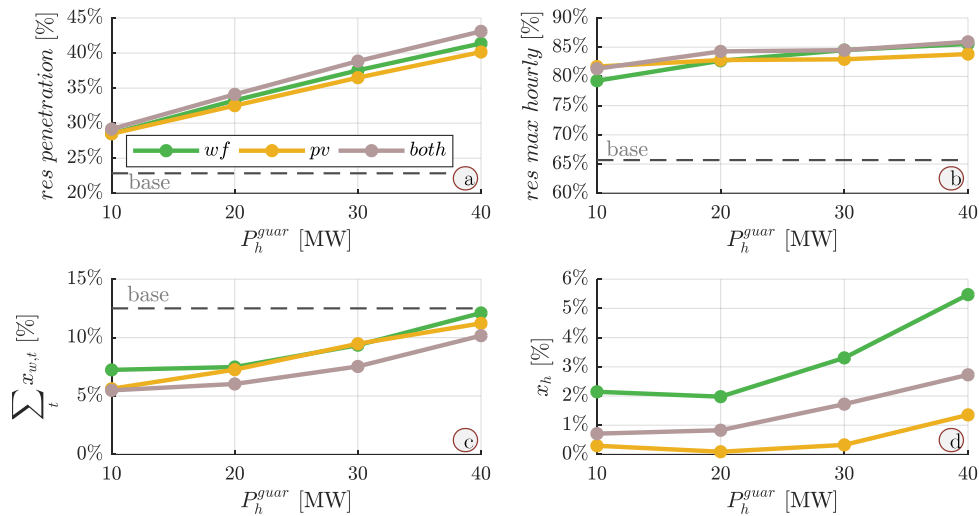 res penetration [%]
45%
40%
35%
30%
25%
20%
wf pv both
base
a
10 20 30 40
P_h^{guar} [MW]
res max hourly [%]
90%
85%
80%
75%
70%
65%
60%
base
b
10 20 30 40
P_h^{guar} [MW]
∑_t x_{w,t} [%]
15%
10%
5%
0%
base
c
10 20 30 40
P_h^{guar} [MW]
x_h [%]
6%
5%
4%
3%
2%
1%
0%
d
10 20 30 40
P_h^{guar} [MW]